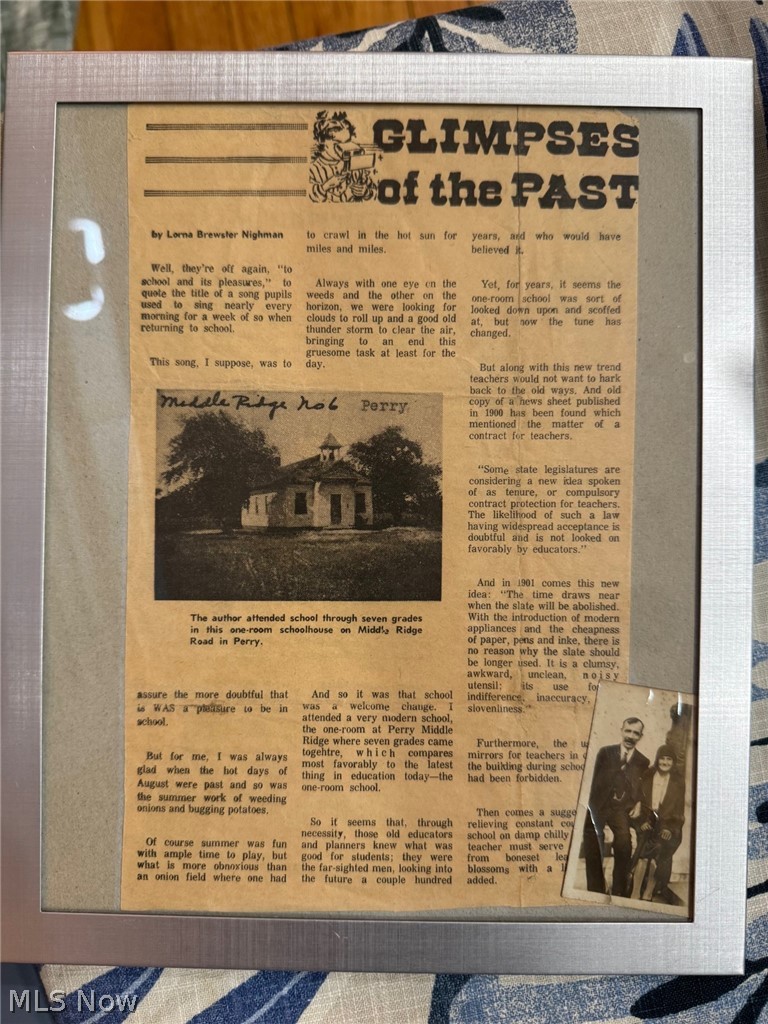 GLIMPSES
of the PAST
by Lorna Brewster Nighman
Well, they're off again, "to
school and its pleasures," to
quote the title of a song pupils
used to sing nearly every
morning for a week of so when
returning to school.
This song, I suppose, was to
Middle Ridge No 6 Perry
The author attended school through seven grades
in this one-room schoolhouse on Middle Ridge
Road in Perry.
assure the more doubtful that
is WAS a pleasure to be in
school.
But for me, I was always
glad when the hot days of
August were past and so was
the summer work of weeding
onions and bugging potatoes.
Of course summer was fun
with ample time to play, but
what is more obnoxious than
an onion field where one had
to crawl in the hot sun for
miles and miles.
Always with one eye on the
weeds and the other on the
horizon, we were looking for
clouds to roll up and a good old
thunder storm to clear the air,
bringing to an end this
gruesome task at least for the
day.
And so it was that school
was a welcome change. I
attended a very modern school,
the one-room at Perry Middle
Ridge where seven grades came
togehtre, which compares
most favorably to the latest
thing in education today—the
one-room school.
So it seems that, through
necessity, those old educators
and planners knew what was
good for students; they were
the far-sighted men, looking into
the future a couple hundred
years, and who would have
believed it.
Yet, for years, it seems the
one-room school was sort of
looked down upon and scoffed
at, but now the tune has
changed.
But along with this new trend
teachers would not want to hark
back to the old ways. And old
copy of a news sheet published
in 1900 has been found which
mentioned the matter of a
contract for teachers.
"Some state legislatures are
considering a new idea spoken
of as tenure, or compulsory
contract protection for teachers.
The likelihood of such a law
having widespread acceptance is
doubtful and is not looked on
favorably by educators."
And in 1901 comes this new
idea: "The time draws near
when the slate will be abolished.
With the introduction of modern
appliances and the cheapness
of paper, pens and inke, there is
no reason why the slate should
be longer used. It is a clumsy,
awkward, unclean, noisy
utensil; its use fo
indifference, inaccuracy,
slovenliness."
Furthermore, the u
mirrors for teachers in
the building during schoo
had been forbidden.
Then comes a sugge
relieving constant co
school on damp chilly
teacher must serve
from boneset lea
blossoms with a l
added.
MLS Now